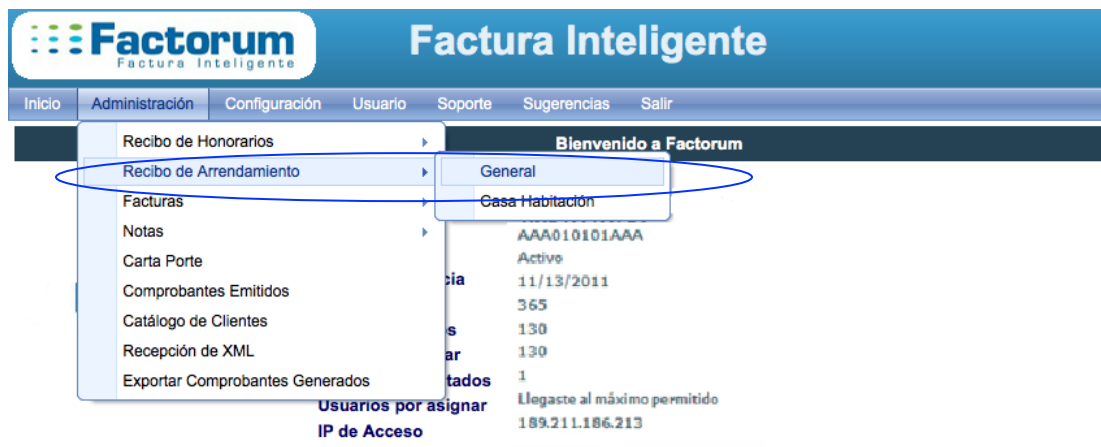 Factorum
Factura Inteligente
Factura Inteligente
Inicio Administración Configuración Usuario Soporte Sugerencias Salir
Bienvenido a Factorum
Recibo de Honorarios
Recibo de Arrendamiento
General
Casa Habitación
Facturas
Notas
Carta Porte
Comprobantes Emitidos
Catálogo de Clientes
Recepción de XML
Exportar Comprobantes Generados
AAA010101AAA
Activo
cia 11/13/2011
365
s 130
ar 130
tados 1
Usuarios por asignar Llegaste al máximo permitido
IP de Acceso 189.211.186.213